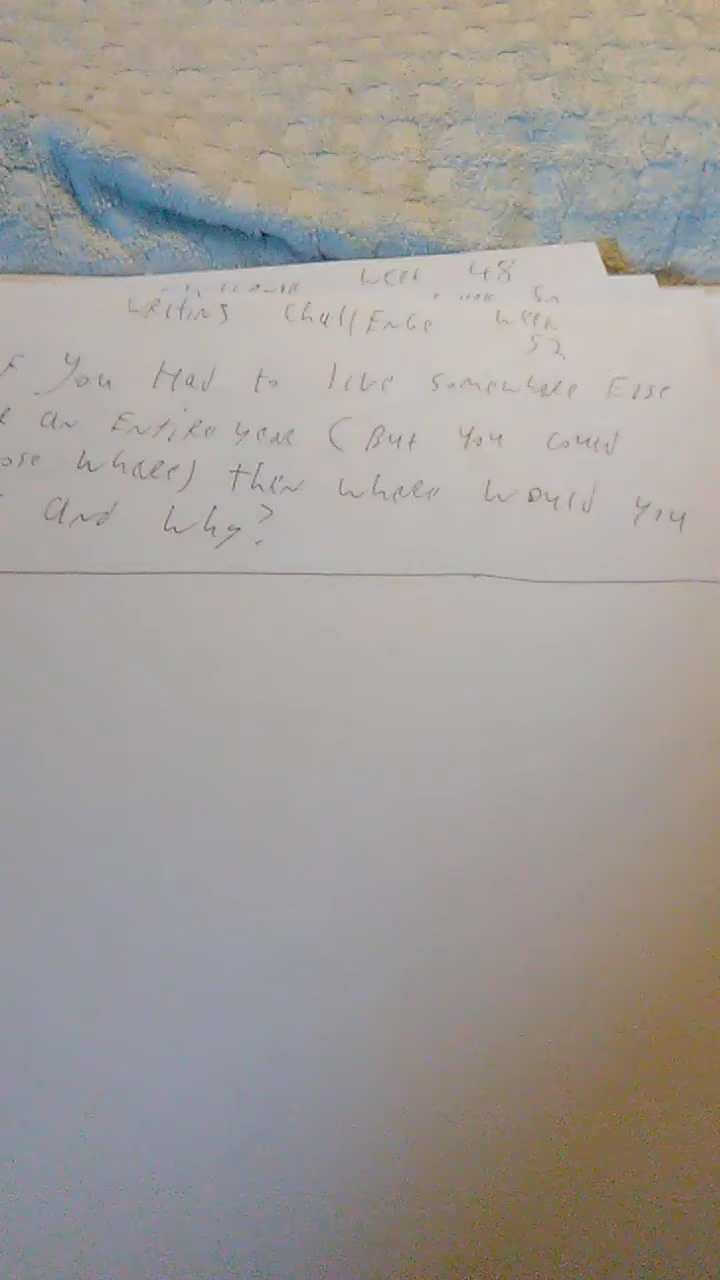 Week 48
Writing Challenge Week
52
F You Had to live somewhere Else
an Entire year (But you could
ose where) then where would you
and Why?